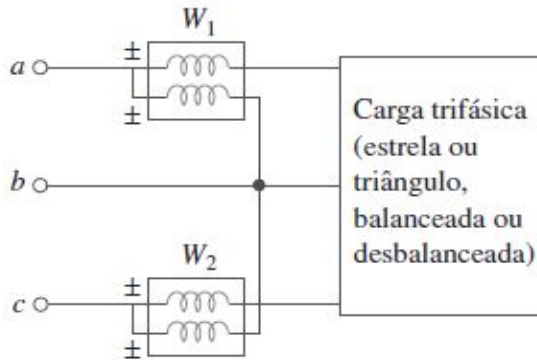 W1
±
a
±
Carga trifásica
(estrela ou
triângulo,
balanceada ou
desbalanceada)
b
W2
±
c
±